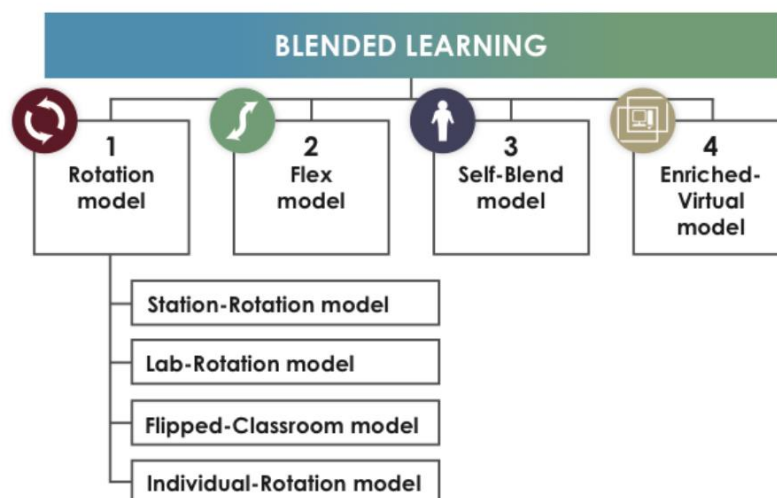 BLENDED LEARNING
1
Rotation
model
2
Flex
model
3
Self-Blend
model
4
Enriched-
Virtual
model
Station-Rotation model
Lab-Rotation model
Flipped-Classroom model
Individual-Rotation model